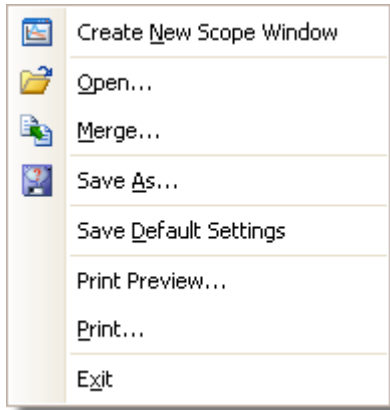 Create New Scope Window
Open...
Merge...
Save As...
Save Default Settings
Print Preview...
Print...
Exit